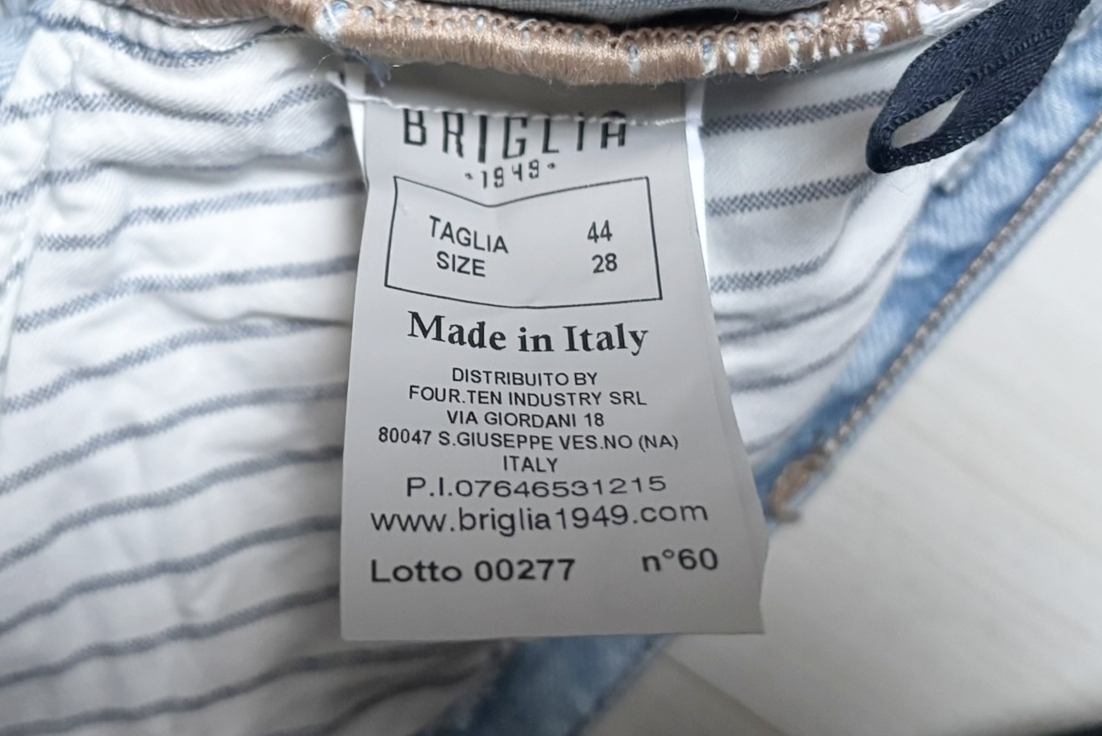 BRIGLIA
•1949•
TAGLIA 44
SIZE 28
Made in Italy
DISTRIBUITO BY
FOUR.TEN INDUSTRY SRL
VIA GIORDANI 18
80047 S.GIUSEPPE VES.NO (NA)
ITALY
P.I.07646531215
www.briglia1949.com
Lotto 00277 n°60